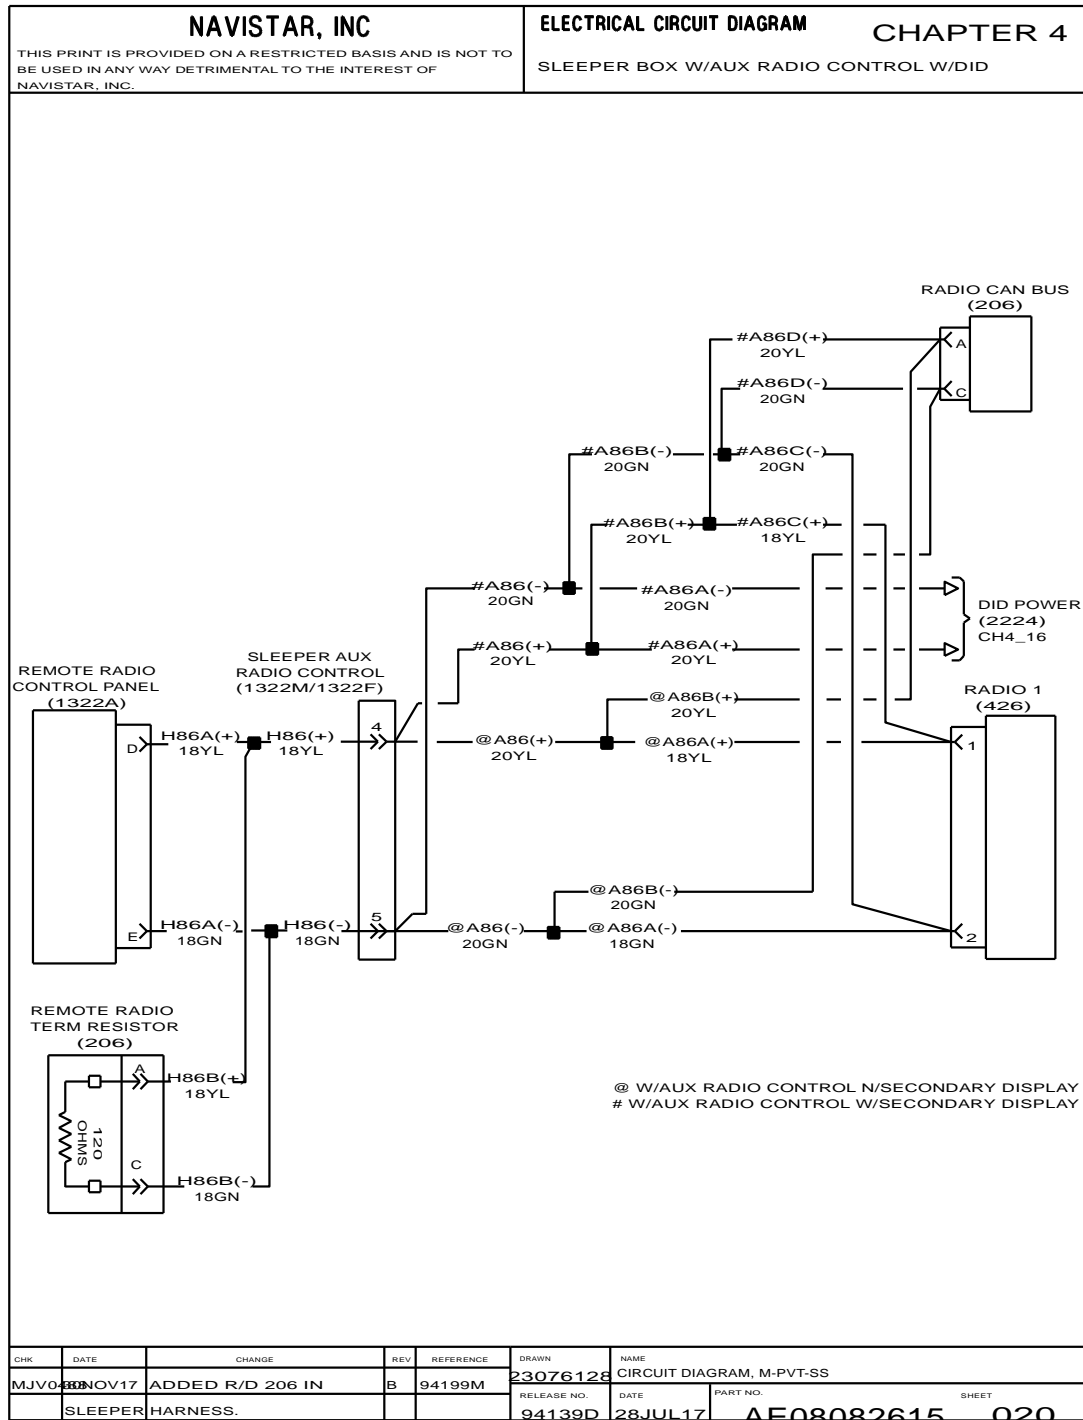 NAVISTAR, INC
THIS PRINT IS PROVIDED ON A RESTRICTED BASIS AND IS NOT TO
BE USED IN ANY WAY DETRIMENTAL TO THE INTEREST OF
NAVISTAR, INC.
ELECTRICAL CIRCUIT DIAGRAM
CHAPTER 4
SLEEPER BOX W/AUX RADIO CONTROL W/DID
RADIO CAN BUS
(206)
#A86D(+)
20YL
A
#A86D(-)
20GN
C
#A86B(-)
20GN
#A86C(-)
20GN
#A86B(+)
20YL
#A86C(+)
18YL
#A86(-)
20GN
#A86A(-)
20GN
DID POWER
(2224)
CH4_16
#A86(+)
20YL
#A86A(+)
20YL
REMOTE RADIO
CONTROL PANEL
(1322A)
SLEEPER AUX
RADIO CONTROL
(1322M/1322F)
@A86B(+)
20YL
RADIO 1
(426)
D
H86A(+)
18YL
H86(+)
18YL
4
@A86(+)
20YL
@A86A(+)
18YL
1
@A86B(-)
20GN
E
H86A(-)
18GN
H86(-)
18GN
5
@A86(-)
20GN
@A86A(-)
18GN
2
REMOTE RADIO
TERM RESISTOR
(206)
A
H86B(+)
18YL
120
OHMS
C
H86B(-)
18GN
@ W/AUX RADIO CONTROL N/SECONDARY DISPLAY
# W/AUX RADIO CONTROL W/SECONDARY DISPLAY
CHK DATE CHANGE REV REFERENCE
NOV17 ADDED R/D 206 IN B 94199M
SLEEPER HARNESS.
DRAWN
23076128
NAME
CIRCUIT DIAGRAM, M-PVT-SS
RELEASE NO.
94139D
DATE
28JUL17
PART NO.
AE08082615
SHEET
020